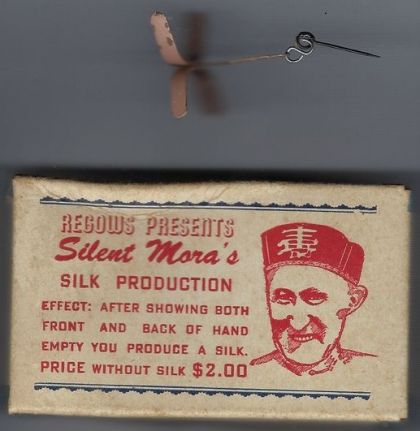 REGOWS PRESENTS
Silent Mora's
SILK PRODUCTION
EFFECT: AFTER SHOWING BOTH
FRONT AND BACK OF HAND
EMPTY YOU PRODUCE A SILK.
PRICE WITHOUT SILK $2.00